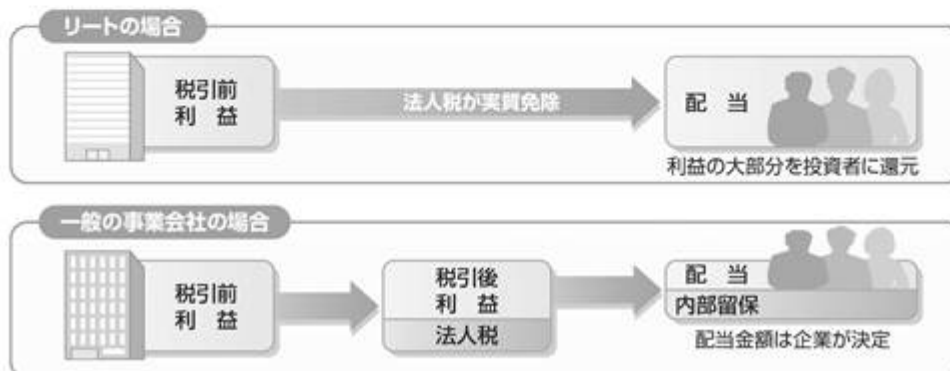 リートの場合
税引前
利 益
法人税が実質免除
配 当
利益の大部分を投資者に還元
一般の事業会社の場合
税引前
利 益
税引後
利 益
法人税
配 当
内部留保
配当金額は企業が決定